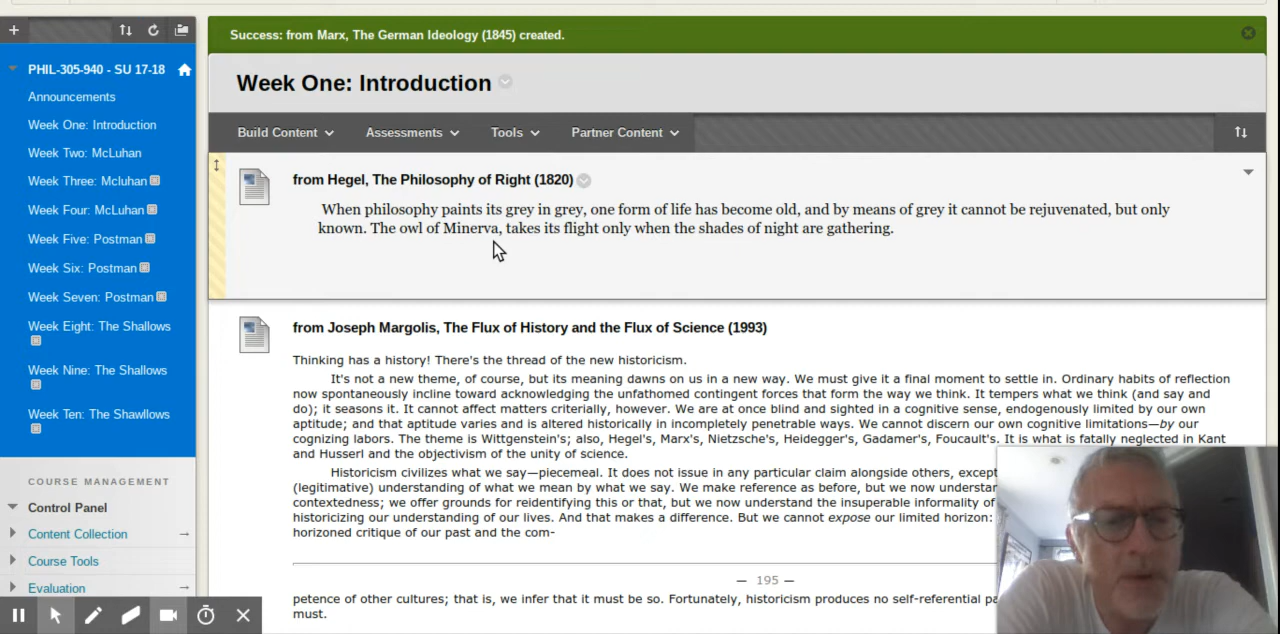 Success: from Marx, The German Ideology (1845) created.
PHIL-305-940 - SU 17-18
Announcements
Week One: Introduction
Week Two: McLuhan
Week Three: Mcluhan
Week Four: McLuhan
Week Five: Postman
Week Six: Postman
Week Seven: Postman
Week Eight: The Shallows
Week Nine: The Shallows
Week Ten: The Shawllows
COURSE MANAGEMENT
Control Panel
Content Collection
Course Tools
Evaluation
Week One: Introduction
Build Content
Assessments
Tools
Partner Content
from Hegel, The Philosophy of Right (1820)
When philosophy paints its grey in grey, one form of life has become old, and by means of grey it cannot be rejuvenated, but only
known. The owl of Minerva, takes its flight only when the shades of night are gathering.
from Joseph Margolis, The Flux of History and the Flux of Science (1993)
Thinking has a history! There's the thread of the new historicism.
It's not a new theme, of course, but its meaning dawns on us in a new way. We must give it a final moment to settle in. Ordinary habits of reflection
now spontaneously incline toward acknowledging the unfathomed contingent forces that form the way we think. It tempers what we think (and say and
do); it seasons it. It cannot affect matters criterially, however. We are at once blind and sighted in a cognitive sense, endogenously limited by our own
aptitude; and that aptitude varies and is altered historically in incompletely penetrable ways. We cannot discern our own cognitive limitations—by our
cognizing labors. The theme is Wittgenstein's; also, Hegel's, Marx's, Nietzsche's, Heidegger's, Gadamer's, Foucault's. It is what is fatally neglected in Kant
and Husserl and the objectivism of the unity of science.
Historicism civilizes what we say—piecemeal. It does not issue in any particular claim alongside others, except
(legitimative) understanding of what we mean by what we say. We make reference as before, but we now
contextedness; we offer grounds for reidentifying this or that, but we now understand the insuperable informality of
historicizing our understanding of our lives. And that makes a difference. But we cannot expose our limited horizon:
horizoned critique of our past and the com-
— 195 —
petence of other cultures; that is, we infer that it must be so. Fortunately, historicism produces no self-referential
must.